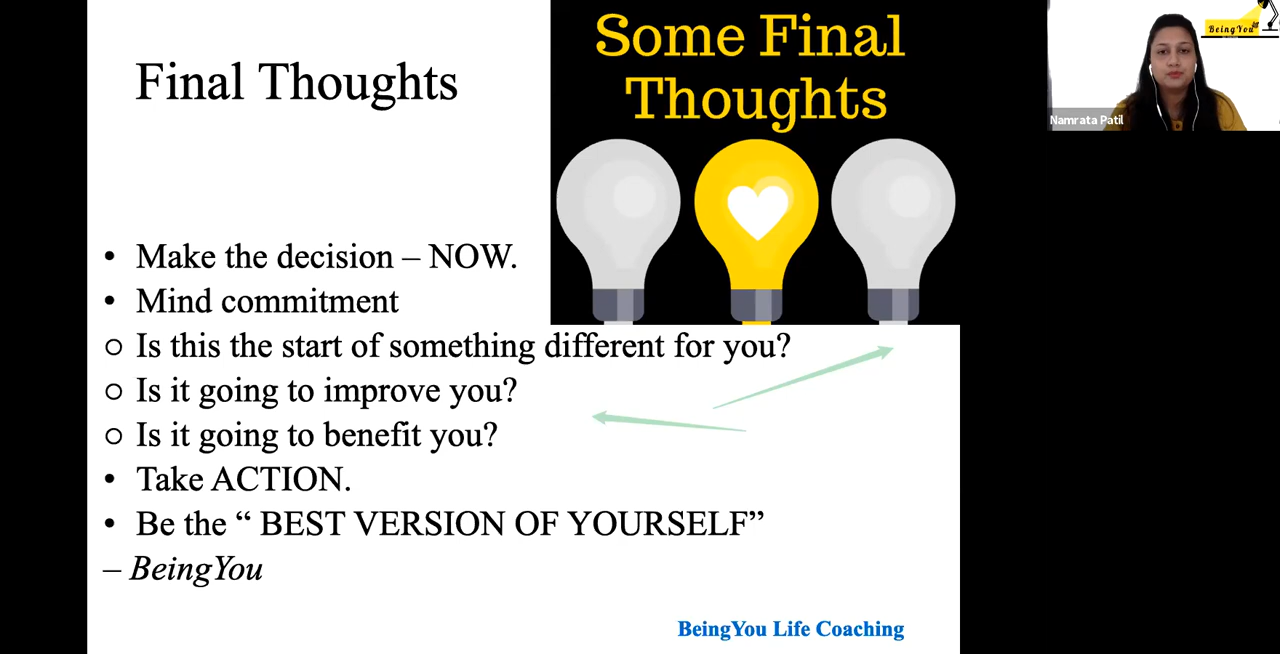 Final Thoughts
Some Final
Thoughts
BeingYou
Namrata Patil
• Make the decision – NOW.
• Mind commitment
○ Is this the start of something different for you?
○ Is it going to improve you?
○ Is it going to benefit you?
• Take ACTION.
• Be the “ BEST VERSION OF YOURSELF”
– BeingYou
BeingYou Life Coaching